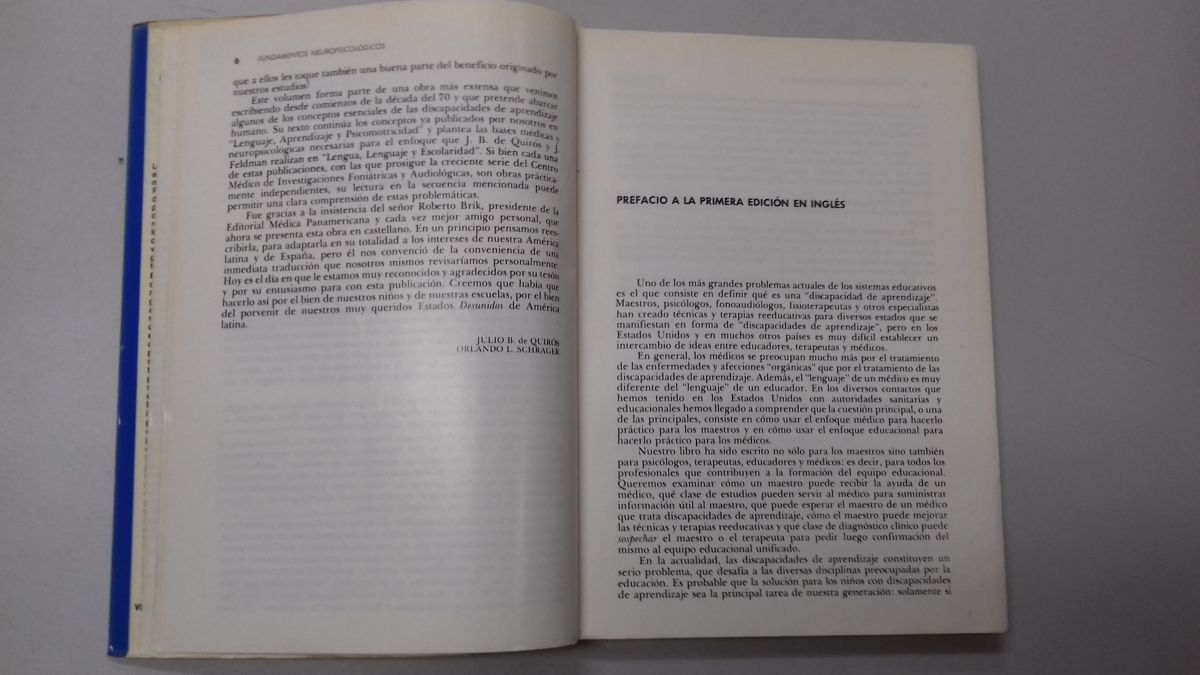 6 FUNDAMENTOS NEUROPSICOLOGICOS
que a ellos les toque también una buena parte del beneficio originado por
nuestros estudios!
Este volumen forma parte de una obra más extensa que venimos
escribiendo desde comienzos de la década del 70 y que pretende abarcar
algunos de los conceptos esenciales de las discapacidades de aprendizaje
humano. Su texto continúa los conceptos ya publicados por nosotros en
"Lenguaje, Aprendizaje y Psicomotricidad" y plantea las bases médicas y
neuropsicológicas necesarias para el enfoque que J. B. de Quirós y J.
Feldman realizan en "Lengua, Lenguaje y Escolaridad". Si bien cada una
de estas publicaciones, con las que prosigue la creciente serie del Centro
Médico de Investigaciones Foniátricas y Audiológicas, son obras práctica-
mente independientes, su lectura en la secuencia mencionada puede
permitir una clara comprensión de estas problemáticas.
Fue gracias a la insistencia del señor Roberto Brik, presidente de la
Editorial Médica Panamericana y cada vez mejor amigo personal, que
ahora se presenta esta obra en castellano. En un principio pensamos rees-
cribirla, para adaptarla en su totalidad a los intereses de nuestra América
latina y de España, pero él nos convenció de la conveniencia de una
inmediata traducción que nosotros mismos revisaríamos personalmente.
Hoy es el día en que le estamos muy reconocidos y agradecidos por su tesón
y por su entusiasmo para con esta publicación. Creemos que había que
hacerlo así por el bien de nuestros niños y de nuestras escuelas, por el bien
del porvenir de nuestros muy queridos Estados Desunidos de América
latina.
JULIO B. de QUIRÓS
ORLANDO L. SCHRAGER
PREFACIO A LA PRIMERA EDICIÓN EN INGLÉS
Uno de los más grandes problemas actuales de los sistemas educativos
es el que consiste en definir qué es una "discapacidad de aprendizaje".
Maestros, psicólogos, fonoaudiólogos, fisioterapeutas y otros especialistas
han creado técnicas y terapias reeducativas para diversos estados que se
manifiestan en forma de "discapacidades de aprendizaje", pero en los
Estados Unidos y en muchos otros países es muy difícil establecer un
intercambio de ideas entre educadores, terapeutas y médicos.
En general, los médicos se preocupan mucho más por el tratamiento
de las enfermedades y afecciones "orgánicas" que por el tratamiento de las
discapacidades de aprendizaje. Además, el "lenguaje" de un médico es muy
diferente del "lenguaje" de un educador. En los diversos contactos que
hemos tenido en los Estados Unidos con autoridades sanitarias y
educacionales hemos llegado a comprender que la cuestión principal, o una
de las principales, consiste en cómo usar el enfoque médico para hacerlo
práctico para los maestros y en cómo usar el enfoque educacional para
hacerlo práctico para los médicos.
Nuestro libro ha sido escrito no sólo para los maestros sino también
para psicólogos, terapeutas, educadores y médicos: es decir, para todos los
profesionales que contribuyen a la formación del equipo educacional.
Queremos examinar cómo un maestro puede recibir la ayuda de un
médico, qué clase de estudios pueden servir al médico para suministrar
información útil al maestro, qué puede esperar el maestro de un médico
que trata discapacidades de aprendizaje, cómo el maestro puede mejorar
las técnicas y terapias reeducativas y qué clase de diagnóstico clínico puede
sospechar el maestro o el terapeuta para pedir luego confirmación del
mismo al equipo educacional unificado.
En la actualidad, las discapacidades de aprendizaje constituyen un
serio problema, que desafía a las diversas disciplinas preocupadas por la
educación. Es probable que la solución para los niños con discapacidades
de aprendizaje sea la principal tarea de nuestra generación: solamente si